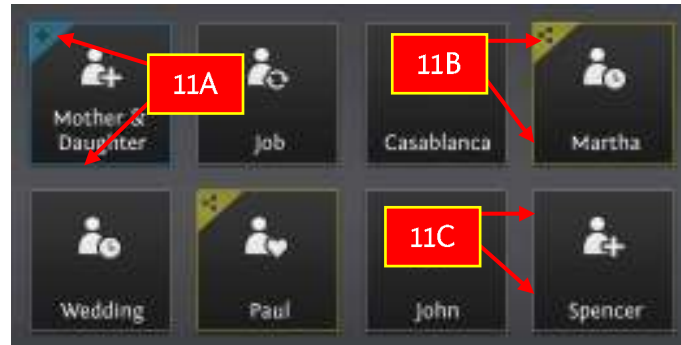 11A
11B
Mother &
Daughter
Job
Casablanca
Martha
11C
Wedding
Paul
John
Spencer